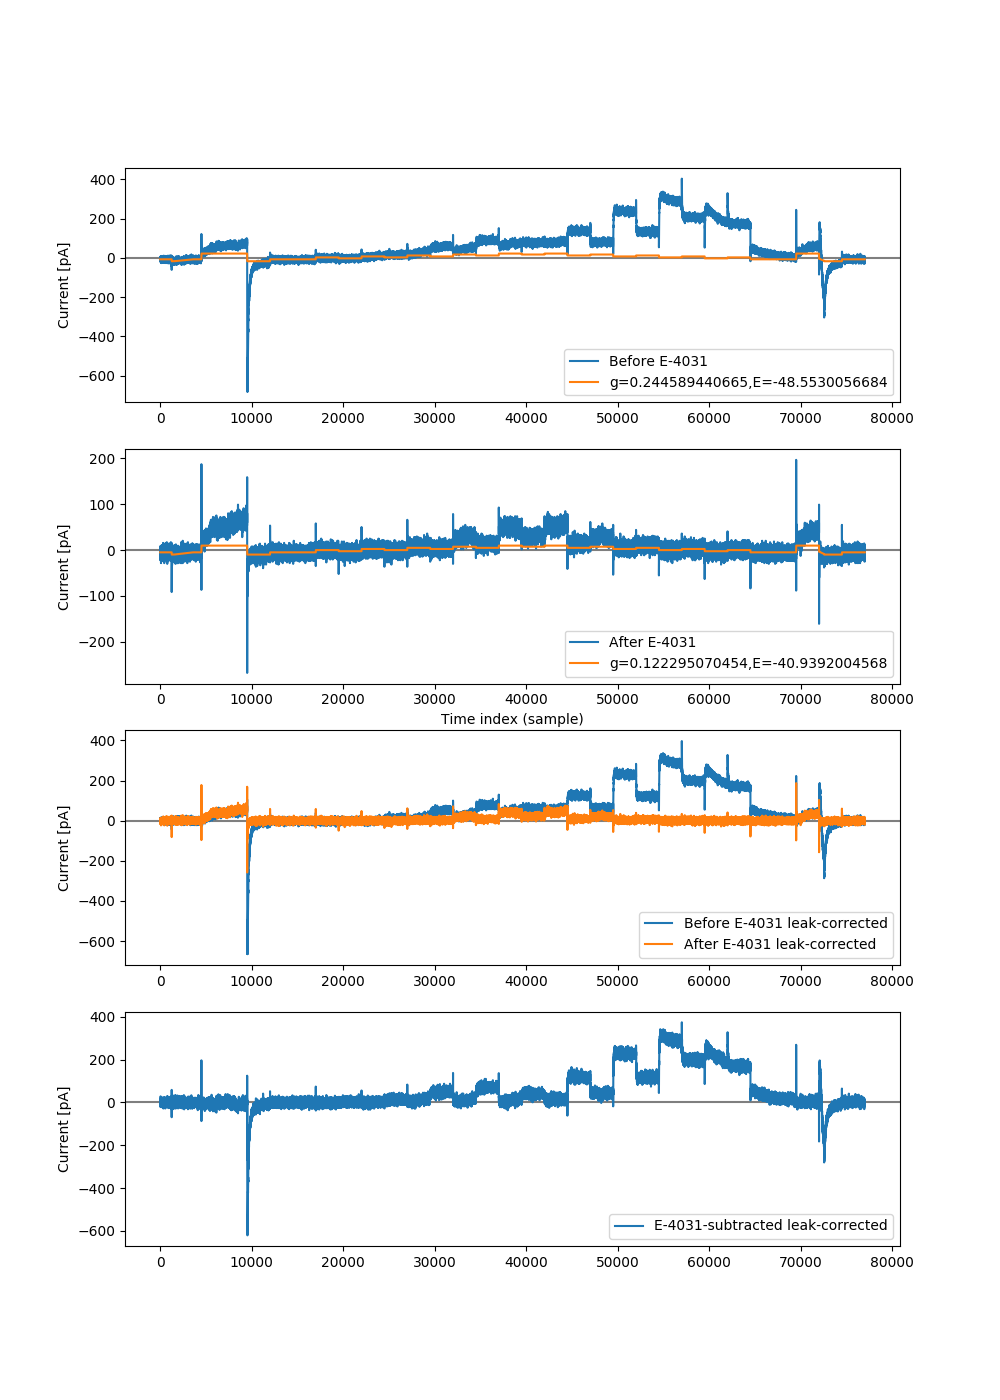 400
200
0
−200
−400
−600
Current [pA]
Before E-4031
g=0.244589440665,E=-48.5530056684
0 10000 20000 30000 40000 50000 60000 70000 80000
200
100
0
−100
−200
Current [pA]
After E-4031
g=0.122295070454,E=-40.9392004568
0 10000 20000 30000 40000 50000 60000 70000 80000
Time index (sample)
400
200
0
−200
−400
−600
Current [pA]
Before E-4031 leak-corrected
After E-4031 leak-corrected
0 10000 20000 30000 40000 50000 60000 70000 80000
400
200
0
−200
−400
−600
Current [pA]
E-4031-subtracted leak-corrected
0 10000 20000 30000 40000 50000 60000 70000 80000